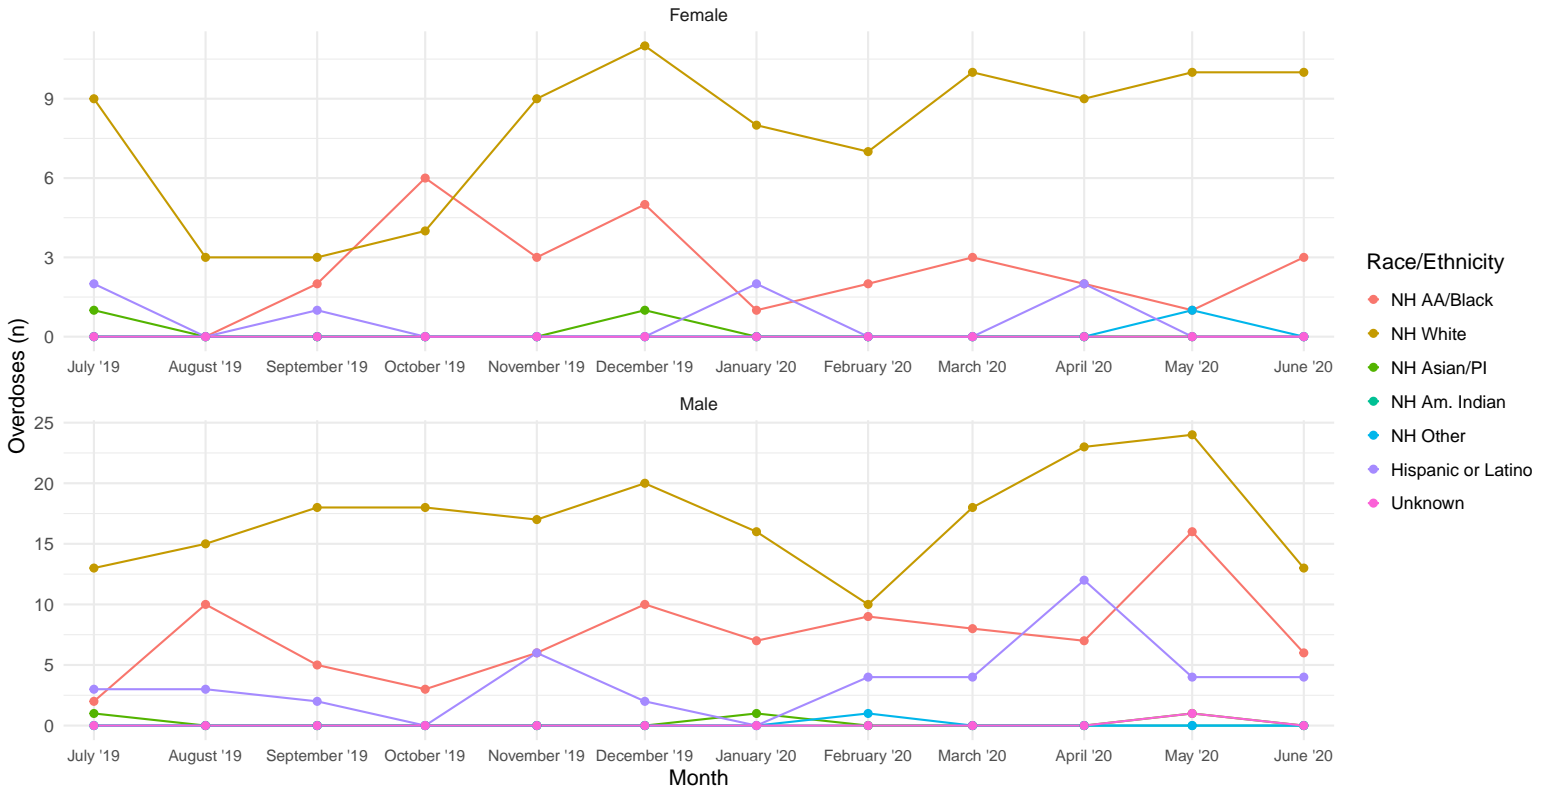 Female
9
6
3
0
July '19 August '19 September '19 October '19 November '19 December '19 January '20 February '20 March '20 April '20 May '20 June '20
Overdoses (n)
Male
25
20
15
10
5
0
July '19 August '19 September '19 October '19 November '19 December '19 January '20 February '20 March '20 April '20 May '20 June '20
Month
Race/Ethnicity
NH AA/Black
NH White
NH Asian/PI
NH Am. Indian
NH Other
Hispanic or Latino
Unknown